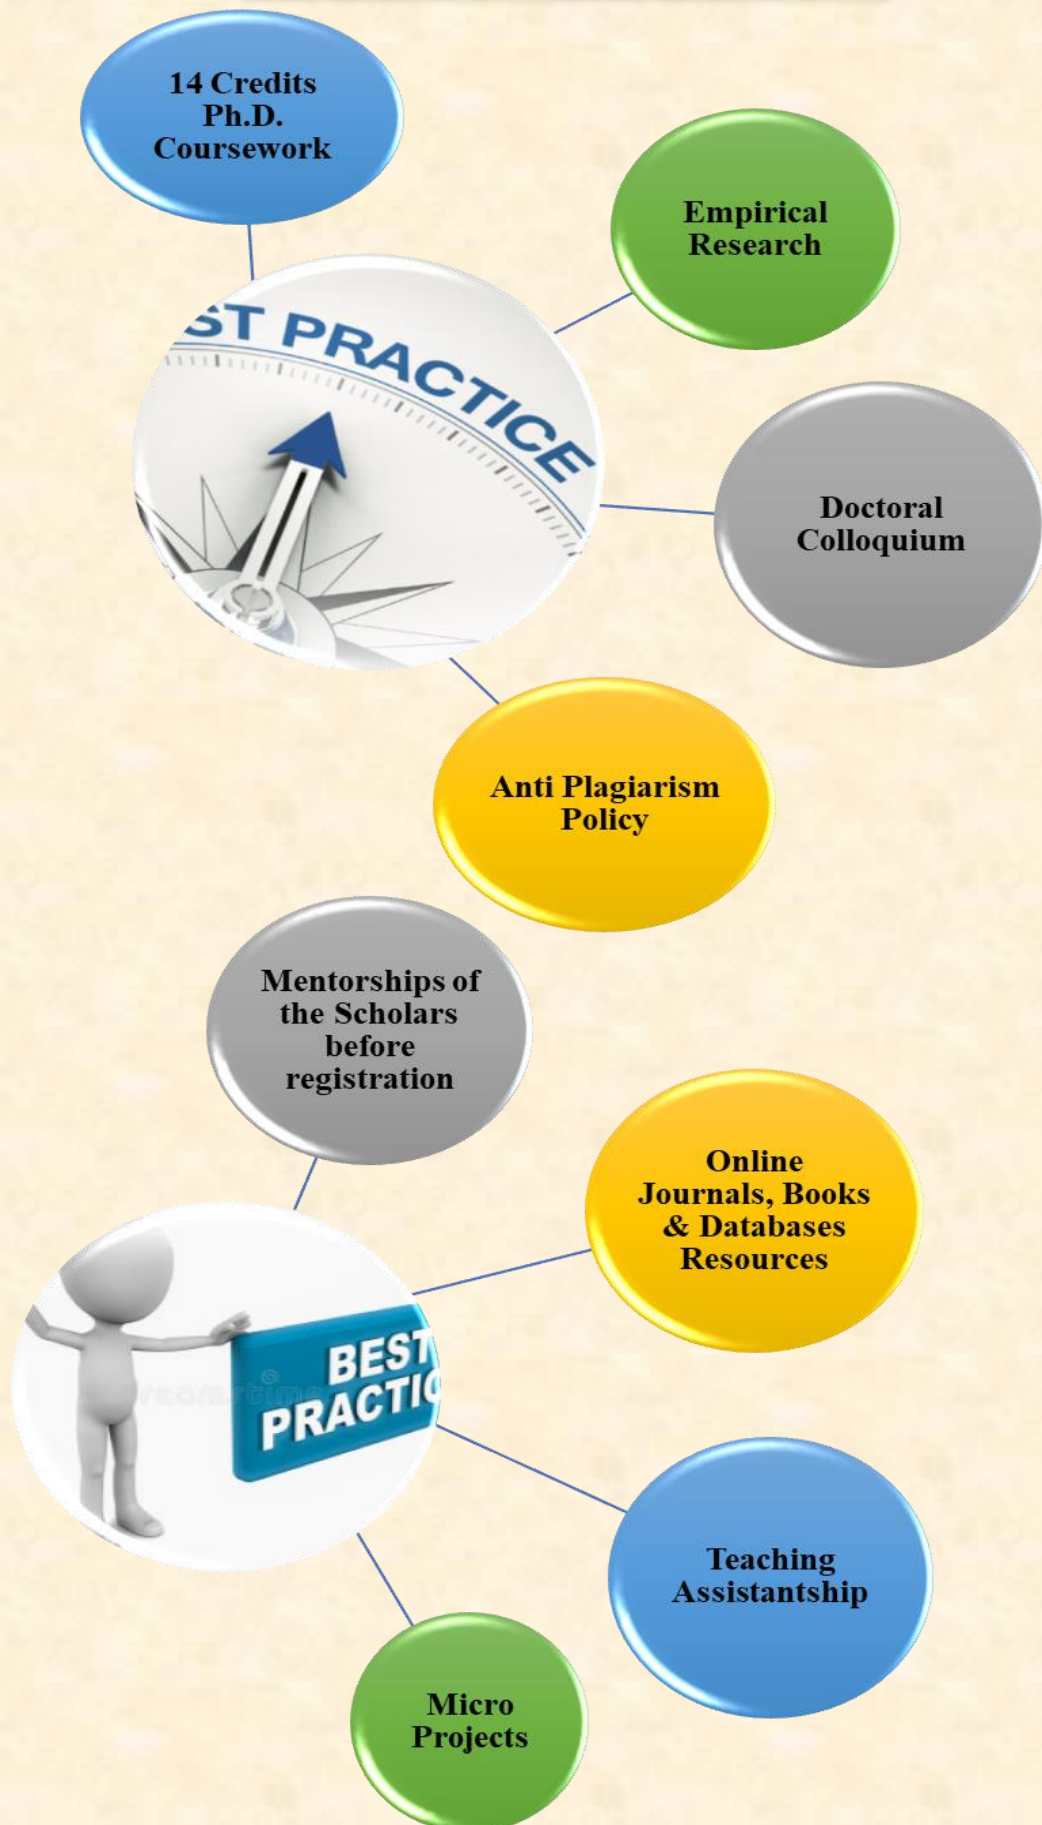 14 Credits
Ph.D.
Coursework
Empirical
Research
ST PRACTICE
Doctoral
Colloquium
Anti Plagiarism
Policy
Mentorships of
the Scholars
before
registration
Online
Journals, Books
& Databases
Resources
BEST
PRACTIC
dreamstime
Teaching
Assistantship
Micro
Projects